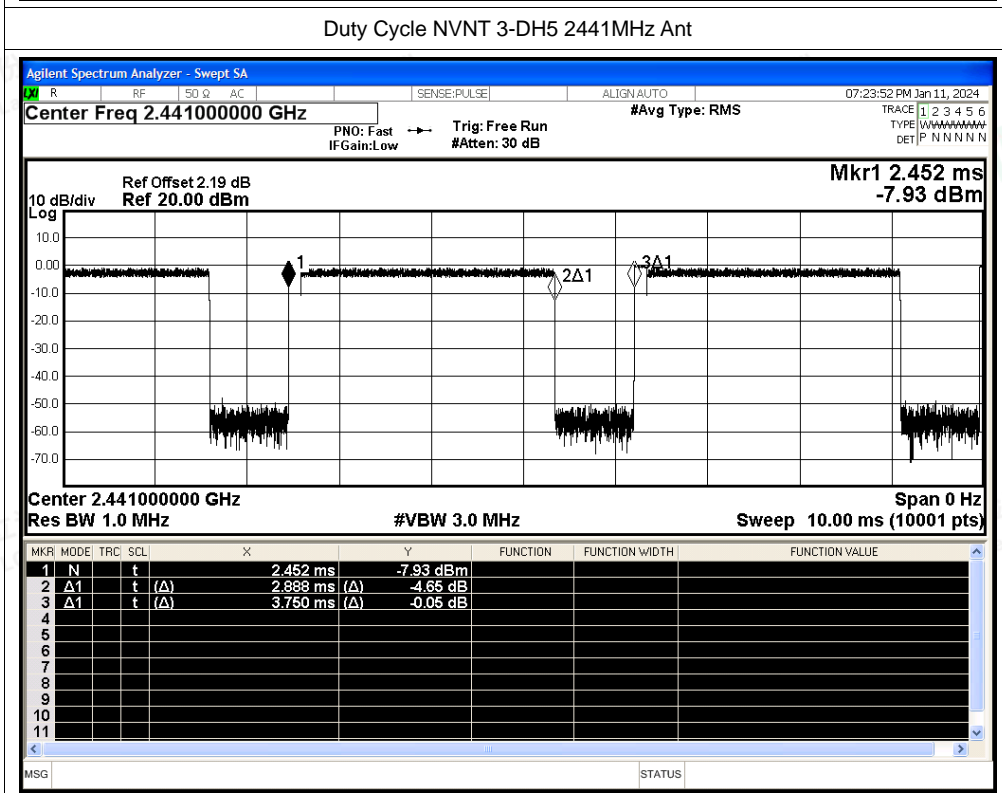 Duty Cycle NVNT 3-DH5 2441MHz Ant
Agilent Spectrum Analyzer - Swept SA
LXI R RF 50 Ω AC SENSE:PULSE ALIGN AUTO 07:23:52 PM Jan 11, 2024
Center Freq 2.441000000 GHz #Avg Type: RMS TRACE 1 2 3 4 5 6
PNO: Fast Trig: Free Run TYPE WWWWWW
IFGain:Low #Atten: 30 dB DET P N N N N N
Mkr1 2.452 ms
Ref Offset 2.19 dB -7.93 dBm
10 dB/div Ref 20.00 dBm
Log
10.0
1 2Δ1 3Δ1
0.00
-10.0
-20.0
-30.0
-40.0
-50.0
-60.0
-70.0
Center 2.441000000 GHz Span 0 Hz
Res BW 1.0 MHz #VBW 3.0 MHz Sweep 10.00 ms (10001 pts)
MKR MODE TRC SCL X Y FUNCTION FUNCTION WIDTH FUNCTION VALUE
1 N t 2.452 ms -7.93 dBm
2 Δ1 t (Δ) 2.888 ms (Δ) -4.65 dB
3 Δ1 t (Δ) 3.750 ms (Δ) -0.05 dB
4
5
6
7
8
9
10
11
MSG STATUS